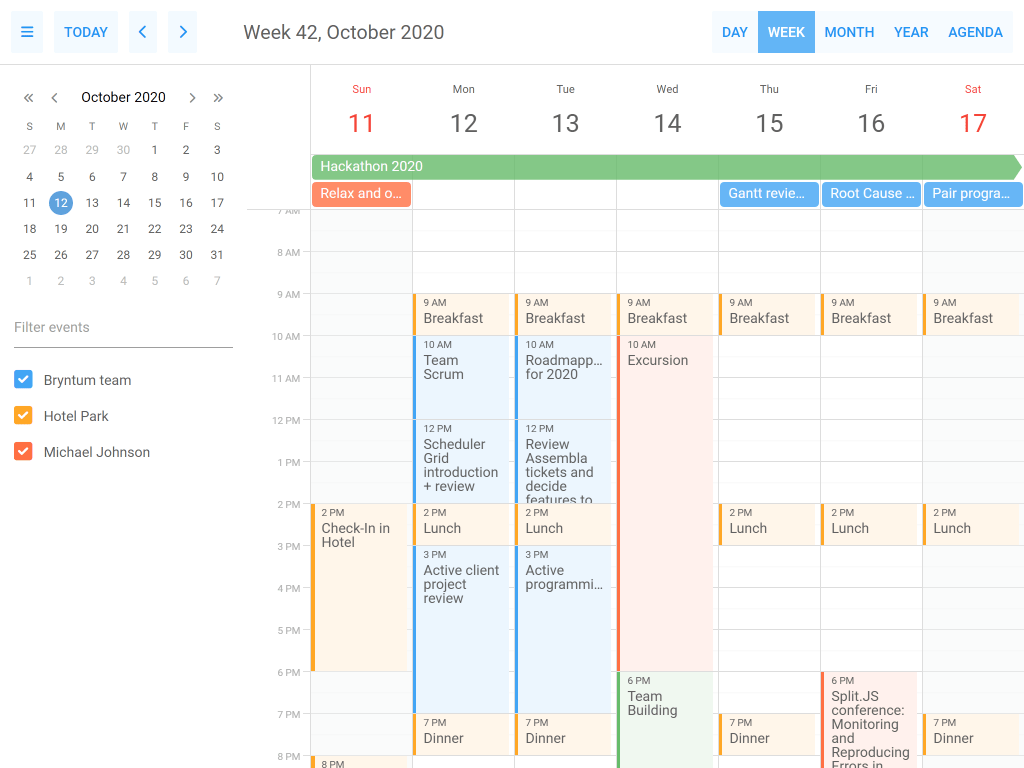 TODAY
Week 42, October 2020
DAY WEEK MONTH YEAR AGENDA
October 2020
S M T W T F S
27 28 29 30 1 2 3
4 5 6 7 8 9 10
11 12 13 14 15 16 17
18 19 20 21 22 23 24
25 26 27 28 29 30 31
1 2 3 4 5 6 7
Filter events
Bryntum team
Hotel Park
Michael Johnson
Sun Mon Tue Wed Thu Fri Sat
11 12 13 14 15 16 17
Hackathon 2020
Relax and o...
Gantt revie...
Root Cause ...
Pair progra...
7 AM
8 AM
9 AM
10 AM
11 AM
12 PM
1 PM
2 PM
3 PM
4 PM
5 PM
6 PM
7 PM
8 PM
2 PM
Check-In in
Hotel
8 PM
9 AM
Breakfast
10 AM
Team
Scrum
12 PM
Scheduler
Grid
introduction
+ review
2 PM
Lunch
3 PM
Active client
project
review
7 PM
Dinner
9 AM
Breakfast
10 AM
Roadmapp...
for 2020
12 PM
Review
Assembla
tickets and
decide
features to
2 PM
Lunch
3 PM
Active
programmi...
7 PM
Dinner
9 AM
Breakfast
10 AM
Excursion
6 PM
Team
Building
9 AM
Breakfast
2 PM
Lunch
7 PM
Dinner
9 AM
Breakfast
2 PM
Lunch
6 PM
Split.JS
conference:
Monitoring
and
Reproducing
Errors in
9 AM
Breakfast
2 PM
Lunch
7 PM
Dinner